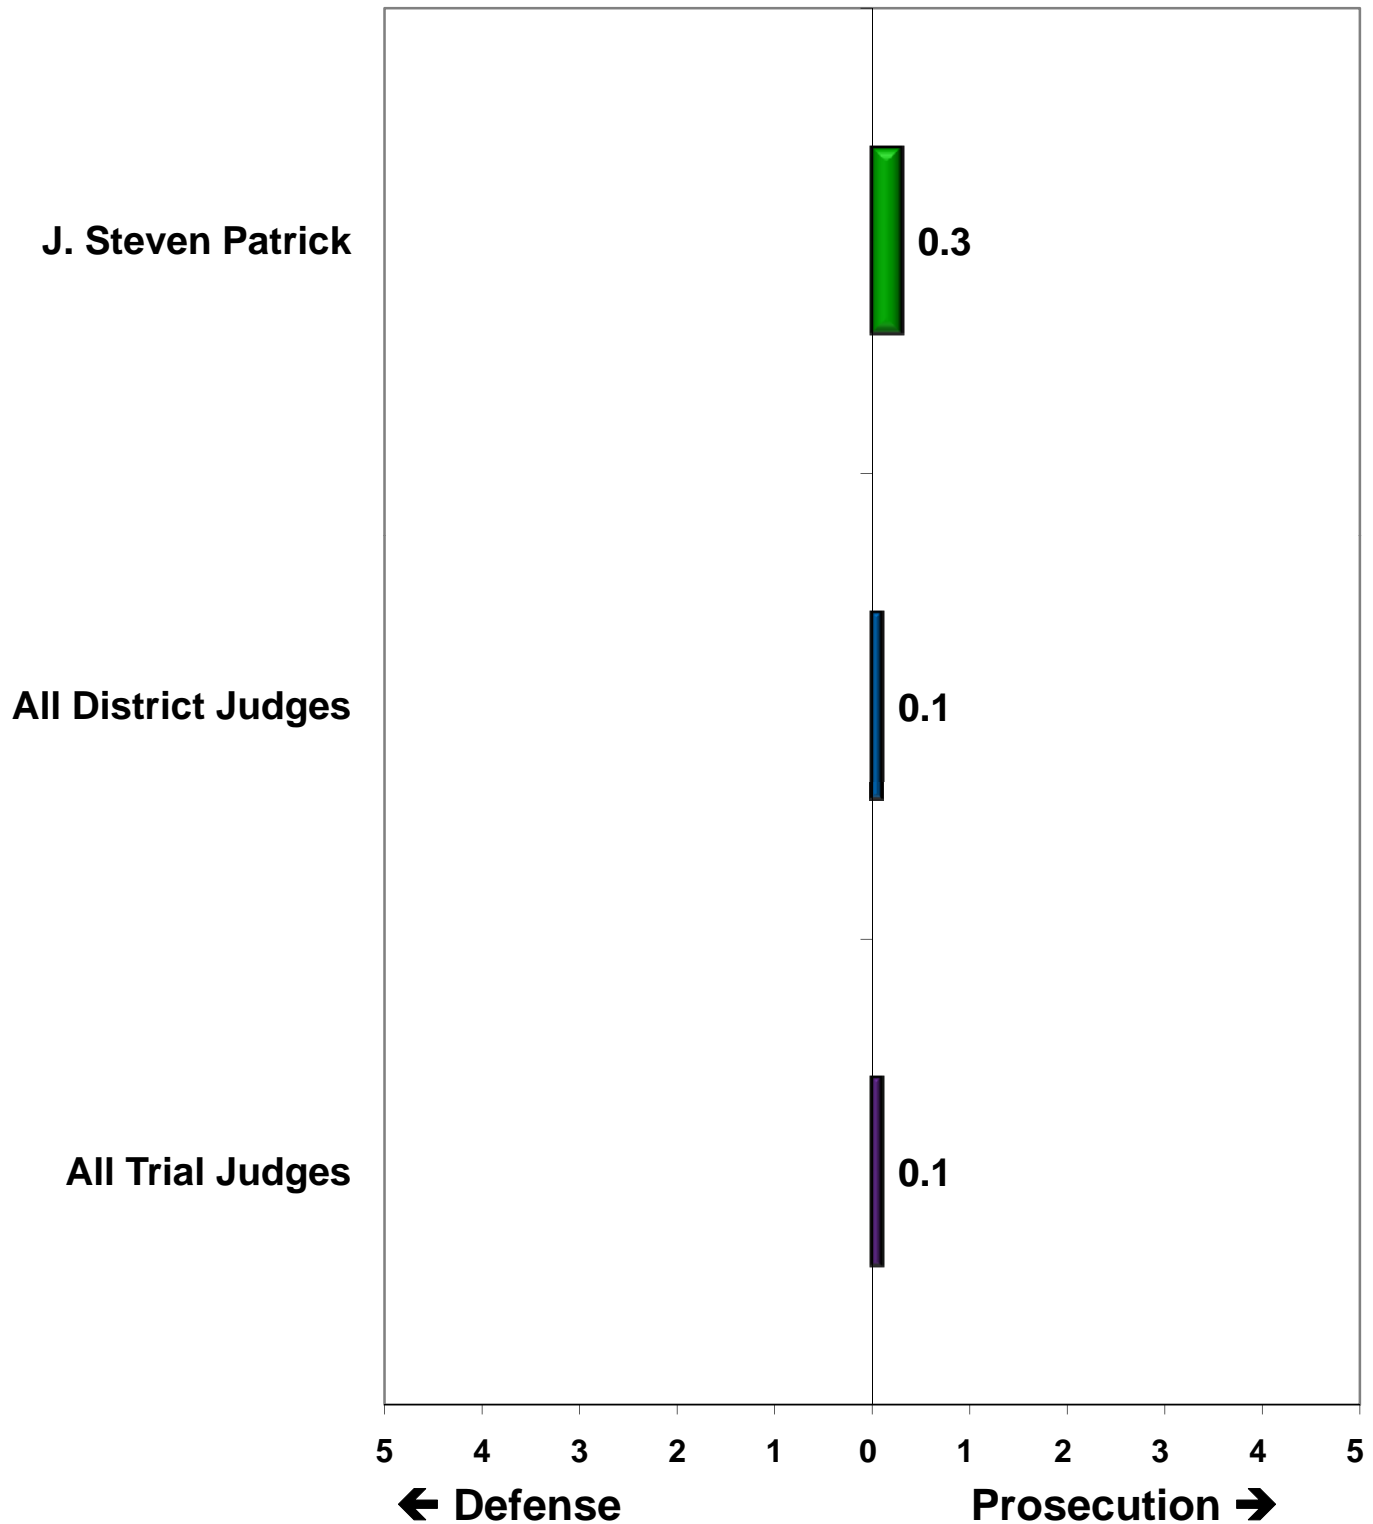 J. Steven Patrick 0.3
All District Judges 0.1
All Trial Judges 0.1
5 4 3 2 1 0 1 2 3 4 5
← Defense Prosecution →